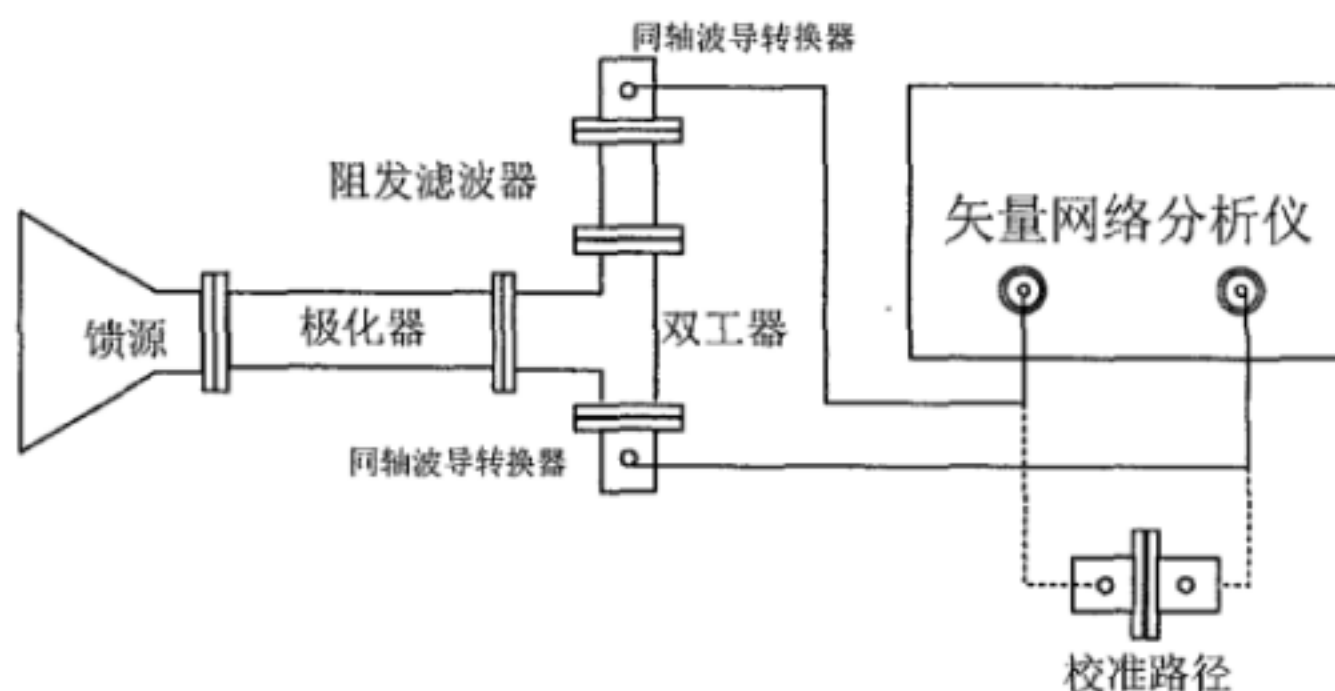 同轴波导转换器
阻发滤波器
矢量网络分析仪
馈源
极化器
双工器
同轴波导转换器
校准路径